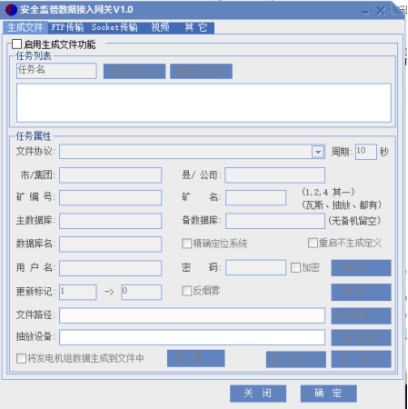 安全监管数据接入网关V1.0
生成文件 FTP传输 Socket传输 视频 其它
启用生成文件功能
任务列表
任务名
任务属性
文件协议: 周期: 10 秒
市/集团: 县/公司:
矿编号: 矿名: (1,2,4 其一)
(瓦斯、抽放、都有)
主数据库: 备数据库: (无备机留空)
数据库名: 精确定位系统 重启不生成定义
用户名: 密码: 加密
更新标记: 1 -> 0 反烟雾
文件路径:
抽放设备:
将发电机组数据生成到文件中
关闭 确定